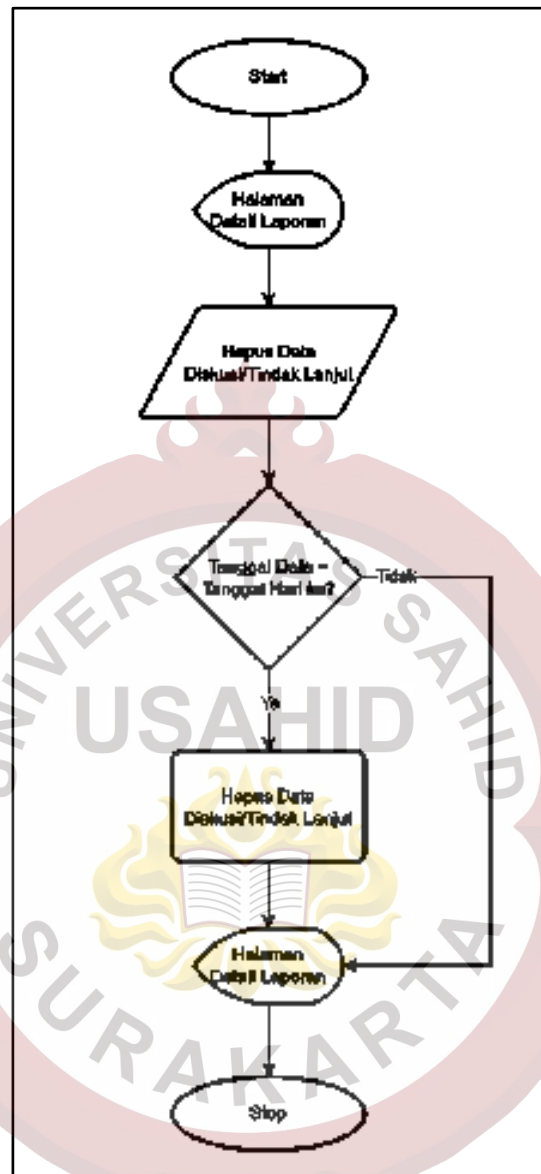 Start
Halaman
Detail Laporan
Hapus Data
Diskusi/Tindak Lanjut
Tanggal Data =
Tanggal Hari Ini?
Tidak
Ya
Hapus Data
Diskusi/Tindak Lanjut
Halaman
Detail Laporan
Stop
UNIVERSITAS SAHID
USAHID
SURAKARTA